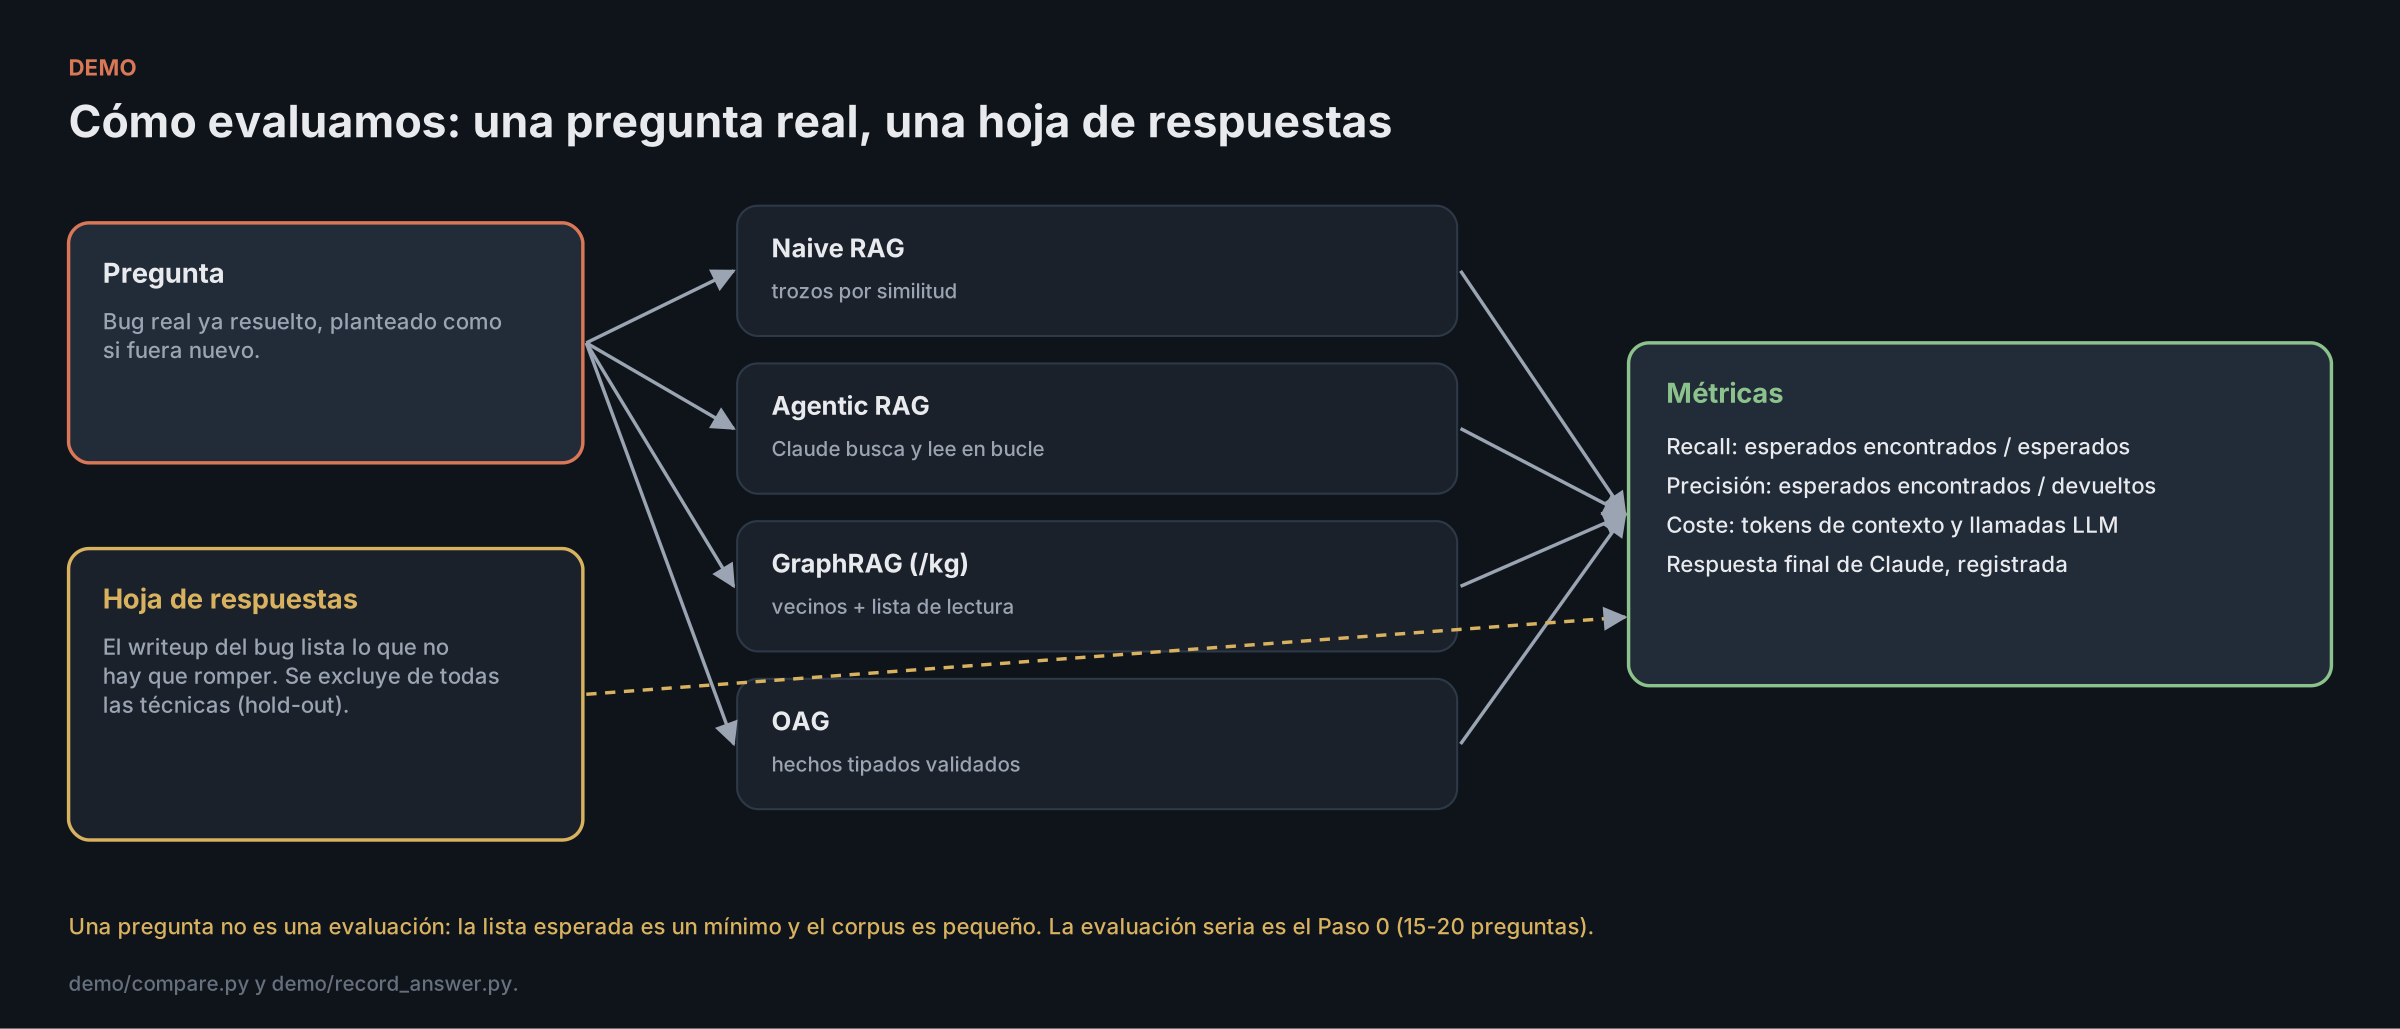 DEMO
Cómo evaluamos: una pregunta real, una hoja de respuestas
Pregunta
Bug real ya resuelto, planteado como
si fuera nuevo.
Hoja de respuestas
El writeup del bug lista lo que no
hay que romper. Se excluye de todas
las técnicas (hold-out).
Naive RAG
trozos por similitud
Agentic RAG
Claude busca y lee en bucle
GraphRAG (/kg)
vecinos + lista de lectura
OAG
hechos tipados validados
Métricas
Recall: esperados encontrados / esperados
Precisión: esperados encontrados / devueltos
Coste: tokens de contexto y llamadas LLM
Respuesta final de Claude, registrada
Una pregunta no es una evaluación: la lista esperada es un mínimo y el corpus es pequeño. La evaluación seria es el Paso 0 (15-20 preguntas).
demo/compare.py y demo/record_answer.py.